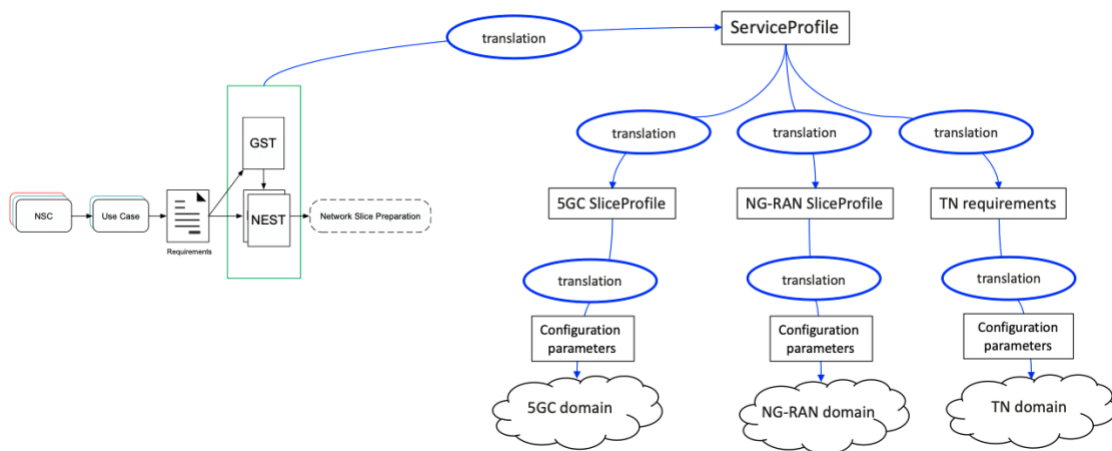 translation
ServiceProfile
GST
NSC
Use Case
Requirements
NEST
Network Slice Preparation
translation
translation
translation
5GC SliceProfile
NG-RAN SliceProfile
TN requirements
translation
translation
translation
Configuration
parameters
Configuration
parameters
Configuration
parameters
5GC domain
NG-RAN domain
TN domain